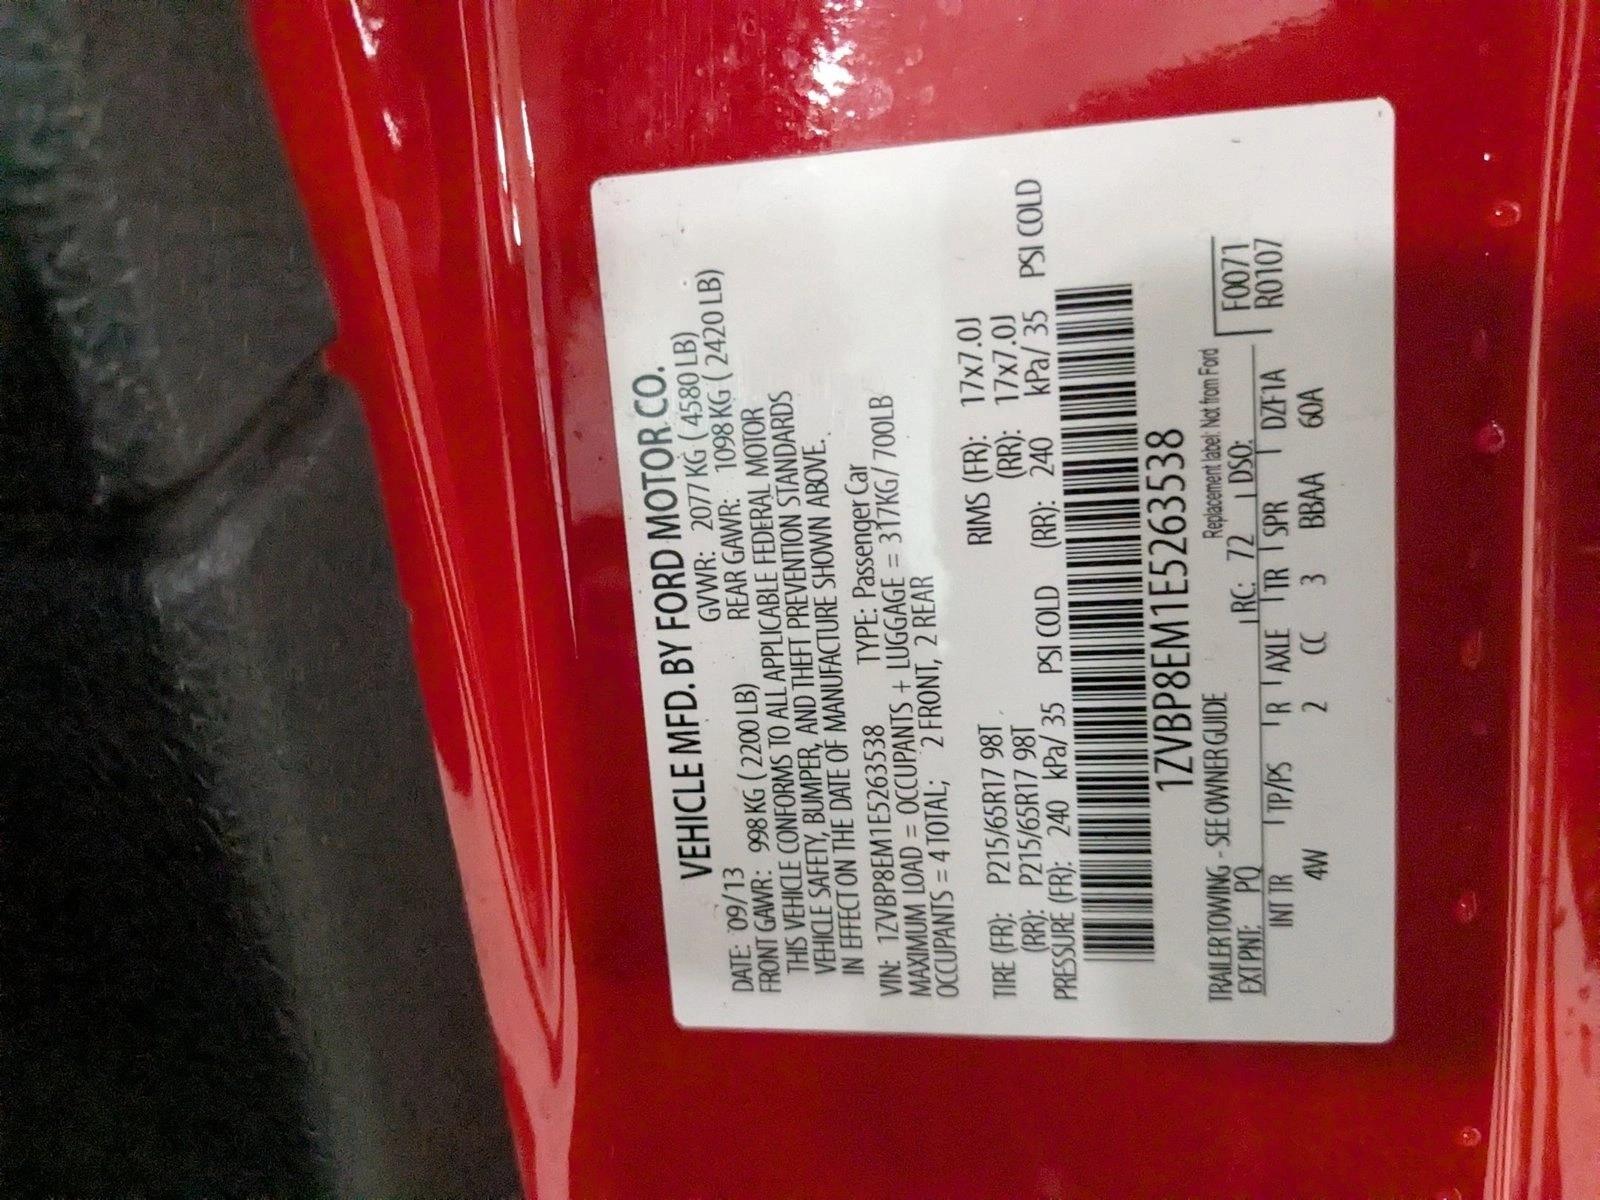 VEHICLE MFD. BY FORD MOTOR CO.
DATE: 09/13 GVWR: 2077 KG ( 4580 LB)
FRONT GAWR: 998 KG ( 2200 LB) REAR GAWR: 1098 KG ( 2420 LB)
THIS VEHICLE CONFORMS TO ALL APPLICABLE FEDERAL MOTOR
VEHICLE SAFETY, BUMPER, AND THEFT PREVENTION STANDARDS
IN EFFECT ON THE DATE OF MANUFACTURE SHOWN ABOVE.
VIN: 1ZVBP8EM1E5263538 TYPE: Passenger Car
MAXIMUM LOAD = OCCUPANTS + LUGGAGE = 317KG/ 700LB
OCCUPANTS = 4 TOTAL; 2 FRONT, 2 REAR
TIRE (FR): P215/65R17 98T RIMS (FR): 17x7.0J
(RR): P215/65R17 98T (RR): 17x7.0J
PRESSURE (FR): 240 kPa/ 35 PSI COLD (RR): 240 kPa/ 35 PSI COLD
1ZVBP8EM1E5263538
Replacement label: Not from Ford
TRAILER TOWING - SEE OWNER GUIDE
EXT PNT: PQ RC: 72 DSO: F0071
INT TR TP/PS R AXLE TR SPR DZF1A R0107
4W 2 CC 3 BBAA 60A